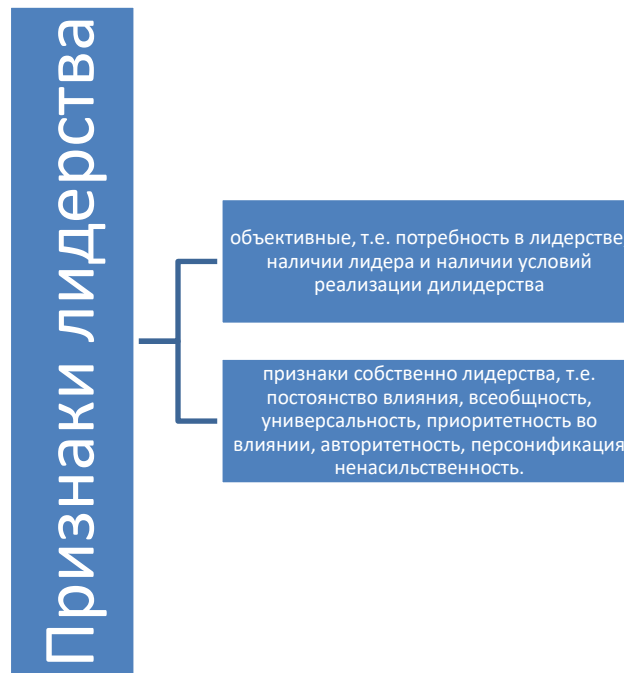 Признаки лидерства
объективные, т.е. потребность в лидерстве,
наличии лидера и наличии условий
реализации дилидерства
признаки собственно лидерства, т.е.
постоянство влияния, всеобщность,
универсальность, приоритетность во
влиянии, авторитетность, персонификация,
ненасильственность.